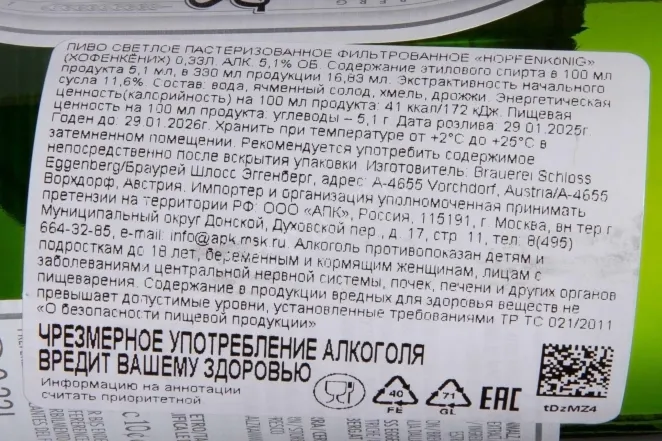 ПИВО СВЕТЛОЕ ПАСТЕРИЗОВАННОЕ ФИЛЬТРОВАННОЕ «HOPFENKöNIG»
(ХОФЕНКЁНИХ) 0,33Л. АЛК. 5,1% ОБ. Содержание этилового спирта в 100 мл
продукта 5,1 мл, в 330 мл продукции 16,83 мл. Экстрактивность начального
сусла 11,6%. Состав: вода, ячменный солод, хмель, дрожжи. Энергетическая
ценность(калорийность) на 100 мл продукта: 41 ккал/172 кДж. Пищевая
ценность на 100 мл продукта: углеводы – 5,1 г. Дата розлива: 29.01.2025г
Годен до: 29.01.2026г. Хранить при температуре от +2°С до +25°С в
затемненном помещении. Рекомендуется употребить содержимое
непосредственно после вскрытия упаковки. Изготовитель: Brauerei Schloss
Eggenberg/Браурей Шлосс Эггенберг, адрес: A-4655 Vorchdorf, Austria/А-4655
Ворхдорф, Австрия. Импортер и организация уполномоченная принимать
претензии на территории РФ: ООО «АПК», Россия, 115191, г. Москва, вн.тер.г.
Муниципальный округ Донской, Духовской пер., д. 17, стр. 11, тел: 8(495)
664-32-85, e-mail: info@apk.msk.ru. Алкоголь противопоказан детям и
подросткам до 18 лет, беременным и кормящим женщинам, лицам с
заболеваниями центральной нервной системы, почек, печени и других органов
пищеварения. Содержание в продукции вредных для здоровья веществ не
превышает допустимые уровни, установленные требованиями ТР ТС 021/2011
«О безопасности пищевой продукции»
ЧРЕЗМЕРНОЕ УПОТРЕБЛЕНИЕ АЛКОГОЛЯ
ВРЕДИТ ВАШЕМУ ЗДОРОВЬЮ
Информацию на аннотации
считать приоритетной
40
FE
71
GL
EAC
tDzMZ4